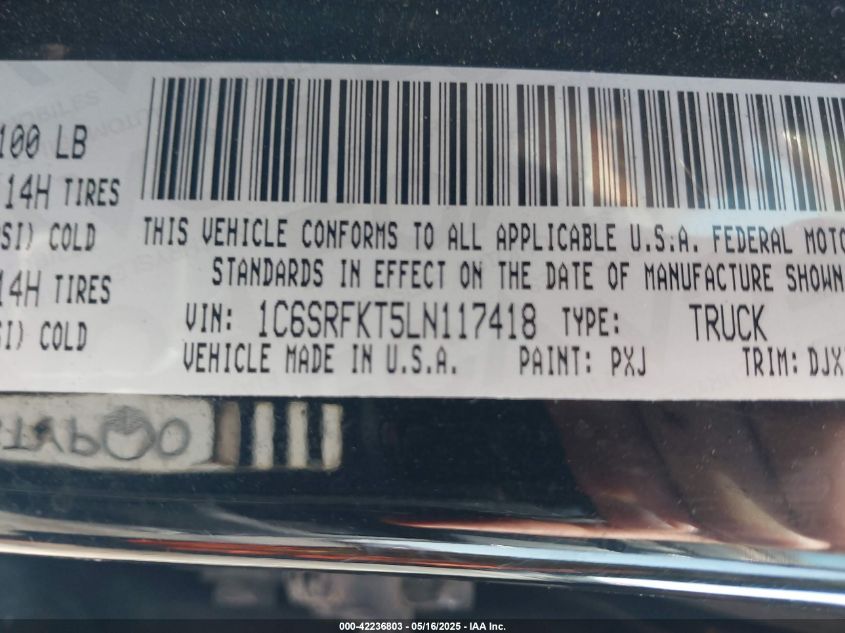 100 LB
14H TIRES
SI) COLD
14H TIRES
SI) COLD
THIS VEHICLE CONFORMS TO ALL APPLICABLE U.S.A. FEDERAL MOTO
STANDARDS IN EFFECT ON THE DATE OF MANUFACTURE SHOWN
VIN: 1C6SRFKT5LN117418 TYPE: TRUCK
VEHICLE MADE IN U.S.A. PAINT: PXJ TRIM: DJX
000-42236803 - 05/16/2025 - IAA Inc.